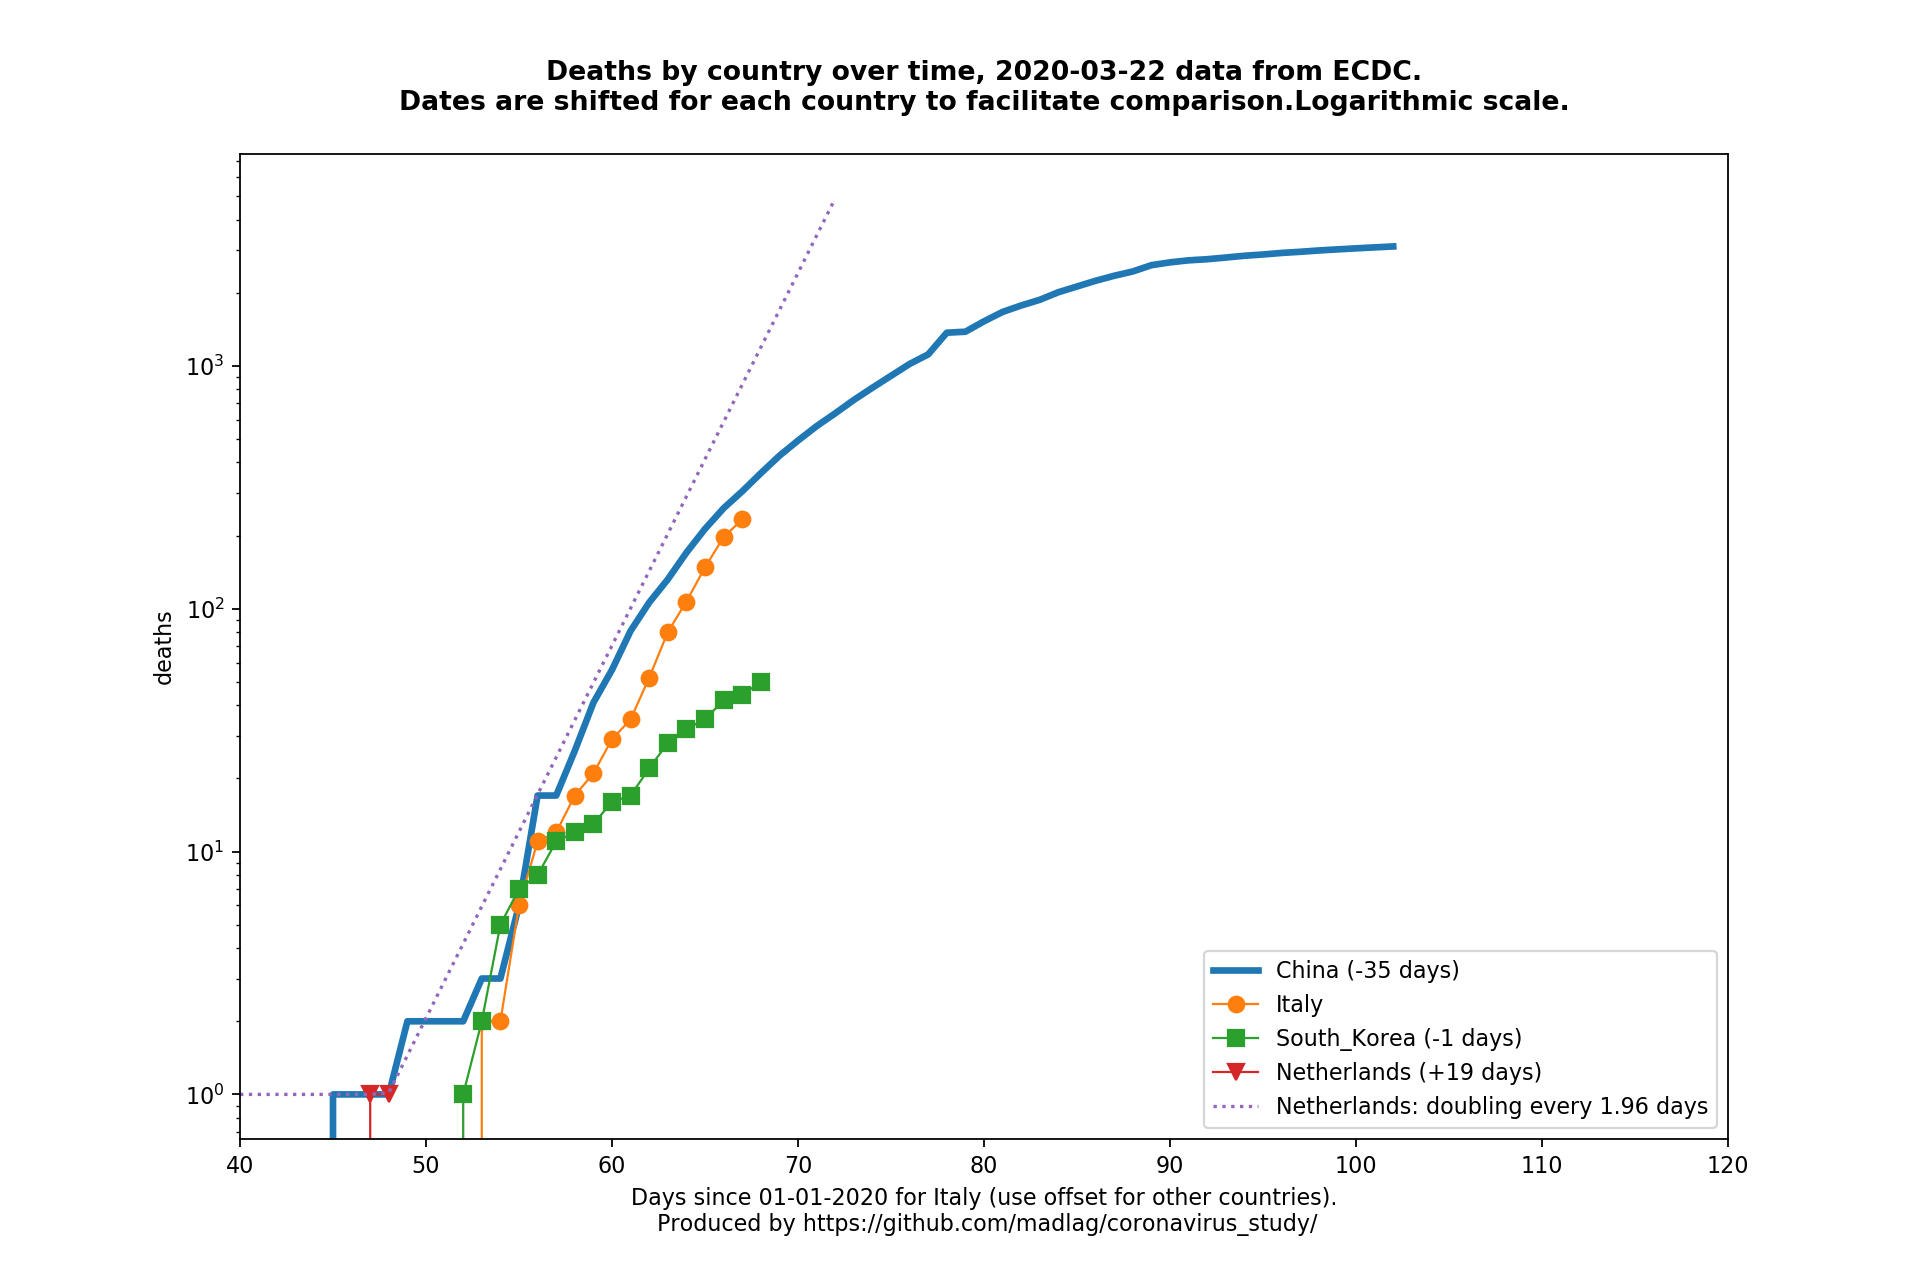 Deaths by country over time, 2020-03-22 data from ECDC.
Dates are shifted for each country to facilitate comparison.Logarithmic scale.
deaths
10³
10²
10¹
10⁰
40 50 60 70 80 90 100 110 120
China (-35 days)
Italy
South_Korea (-1 days)
Netherlands (+19 days)
Netherlands: doubling every 1.96 days
Days since 01-01-2020 for Italy (use offset for other countries).
Produced by https://github.com/madlag/coronavirus_study/